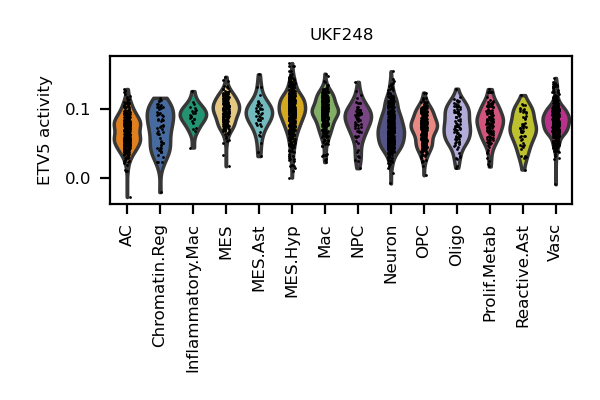 UKF248
ETV5 activity
0.1
0.0
AC
Chromatin.Reg
Inflammatory.Mac
MES
MES.Ast
MES.Hyp
Mac
NPC
Neuron
OPC
Oligo
Prolif.Metab
Reactive.Ast
Vasc